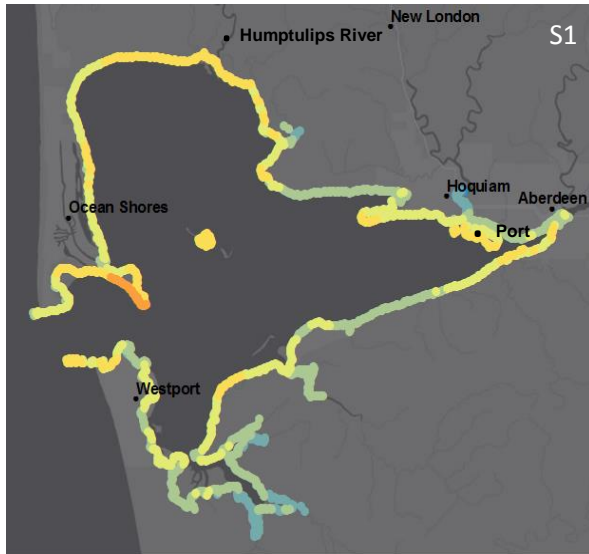 New London
Humptulips River
S1
Hoquiam
Aberdeen
Ocean Shores
Port
Westport